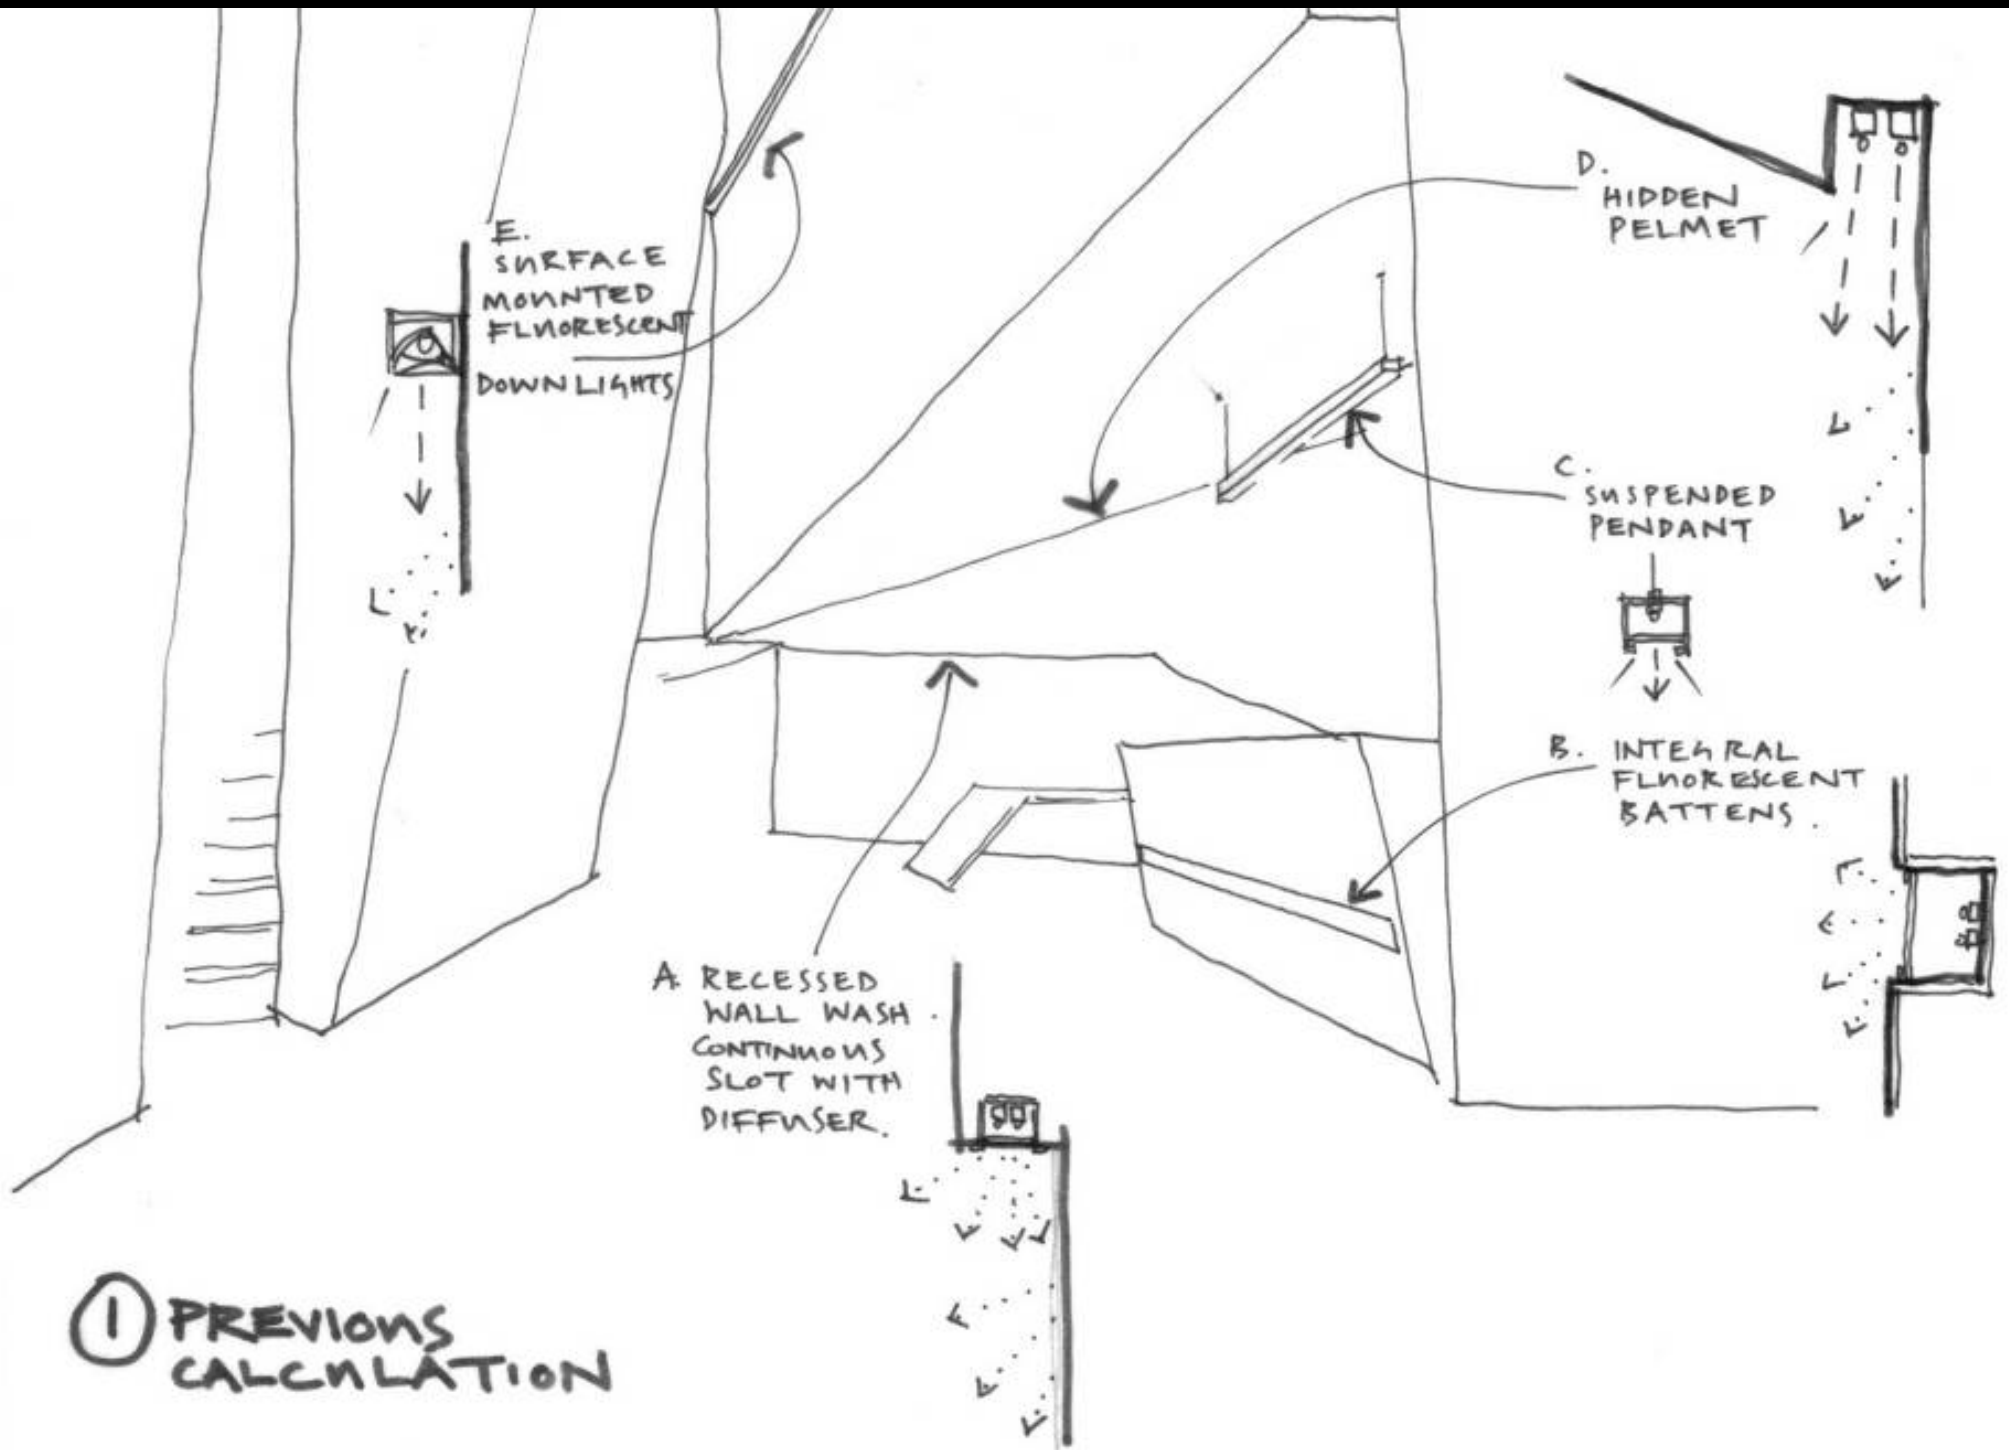 E.
SURFACE
MOUNTED
FLUORESCENT
DOWNLIGHTS
D.
HIDDEN
PELMET
C.
SUSPENDED
PENDANT
B. INTEGRAL
FLUORESCENT
BATTENS.
A. RECESSED
WALL WASH
CONTINUOUS
SLOT WITH
DIFFUSER.
1 PREVIOUS
CALCULATION